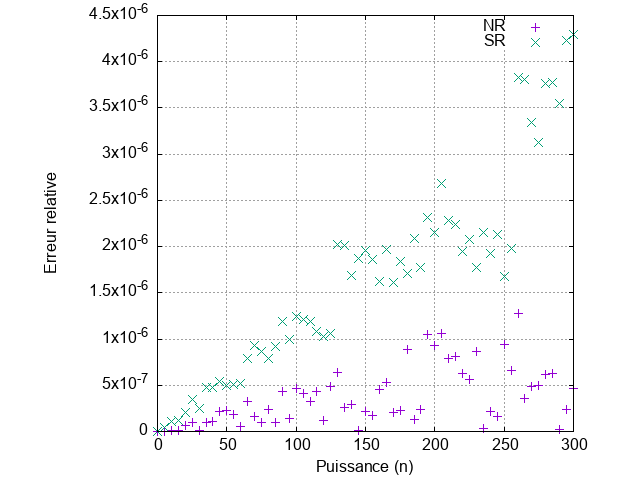 4.5x10⁻⁶
4x10⁻⁶
3.5x10⁻⁶
3x10⁻⁶
2.5x10⁻⁶
2x10⁻⁶
1.5x10⁻⁶
1x10⁻⁶
5x10⁻⁷
0
Erreur relative
NR
SR
0 50 100 150 200 250 300
Puissance (n)